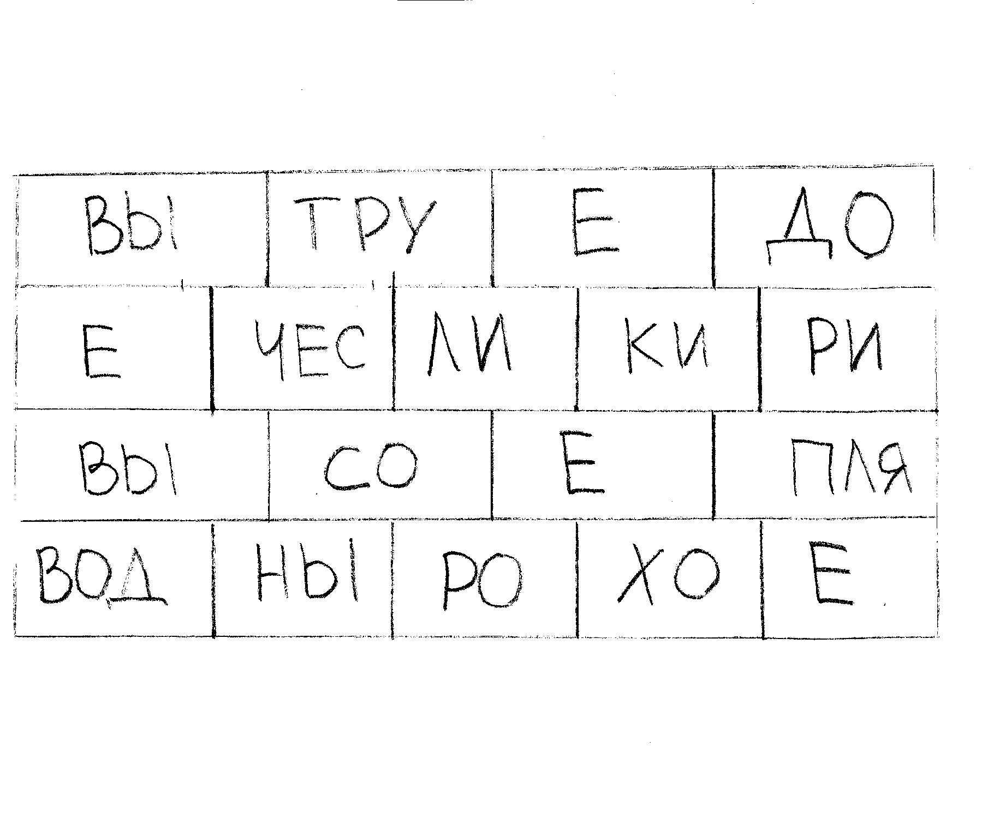 ВЫ ТРУ Е ДО
Е ЧЕС ЛИ КИ РИ
ВЫ СО Е ПЛЯ
ВОД НЫ РО ХО Е